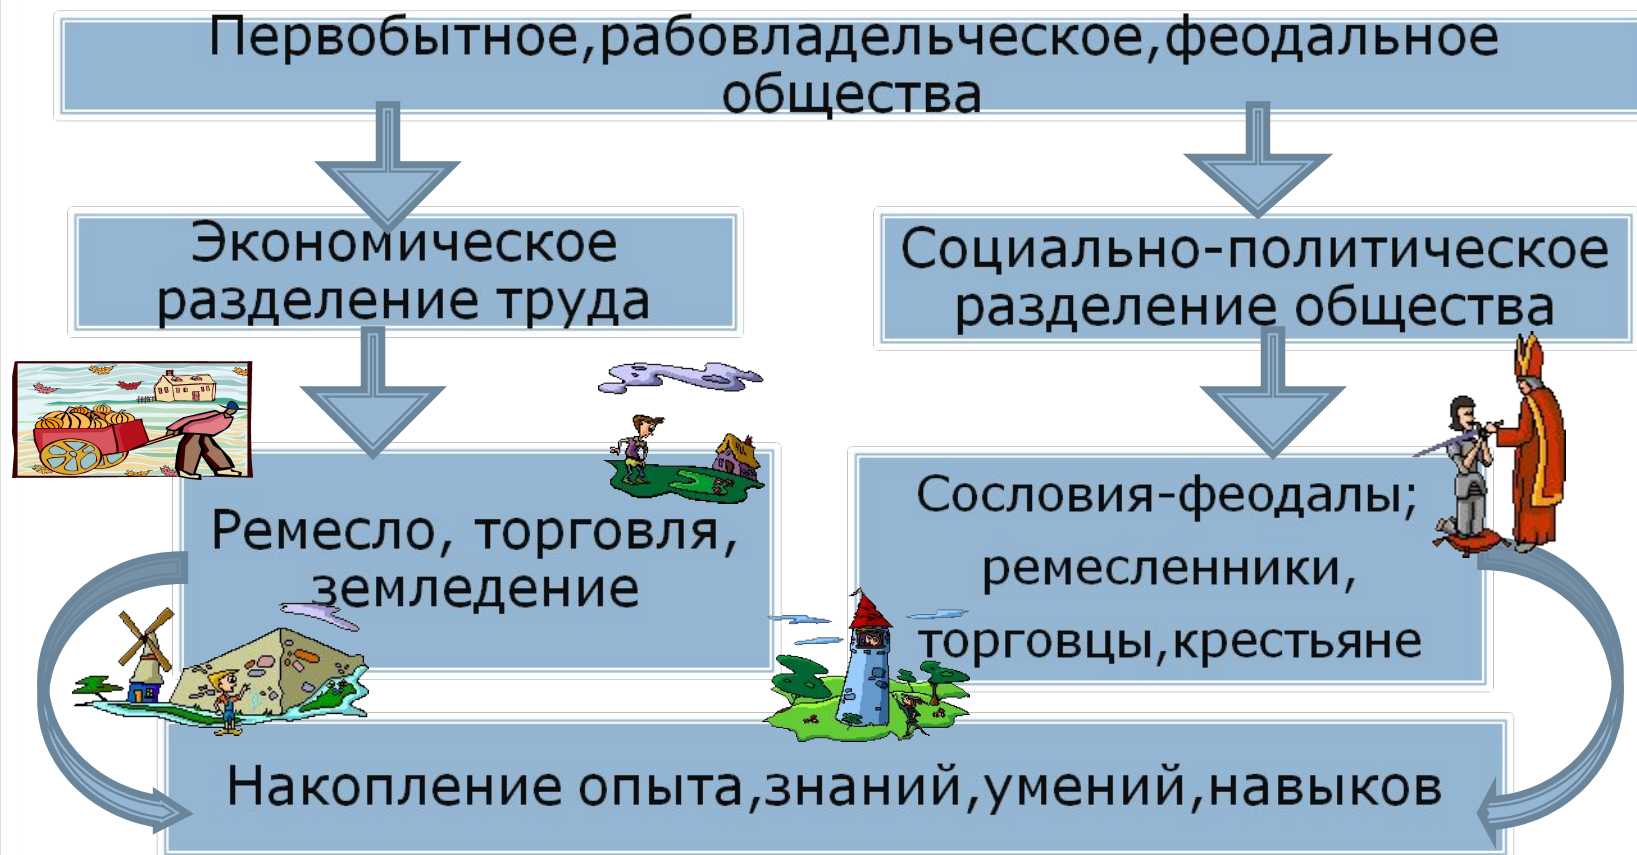 Первобытное,рабовладельческое,феодальное
общества
Экономическое
разделение труда
Социально-политическое
разделение общества
Ремесло, торговля,
земледение
Сословия-феодалы;
ремесленники,
торговцы,крестьяне
Накопление опыта,знаний,умений,навыков